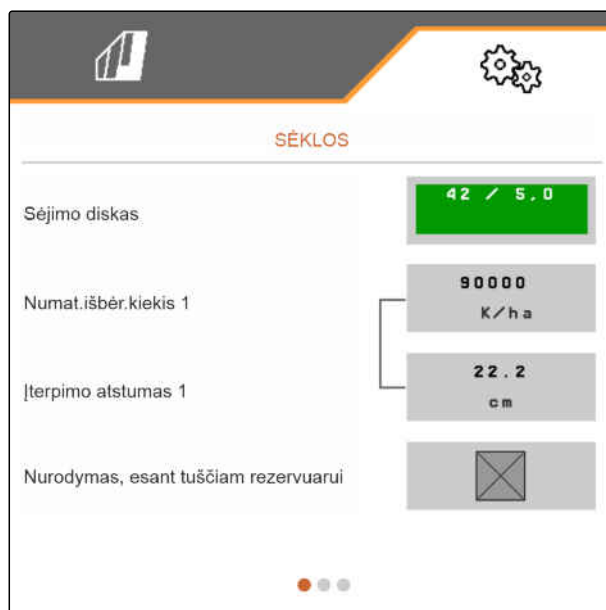 SĖKLOS
Sėjimo diskas
42 / 5,0
Numat.išbėr.kiekis 1
90000
K/ha
Įterpimo atstumas 1
22.2
cm
Nurodymas, esant tuščiam rezervuarui